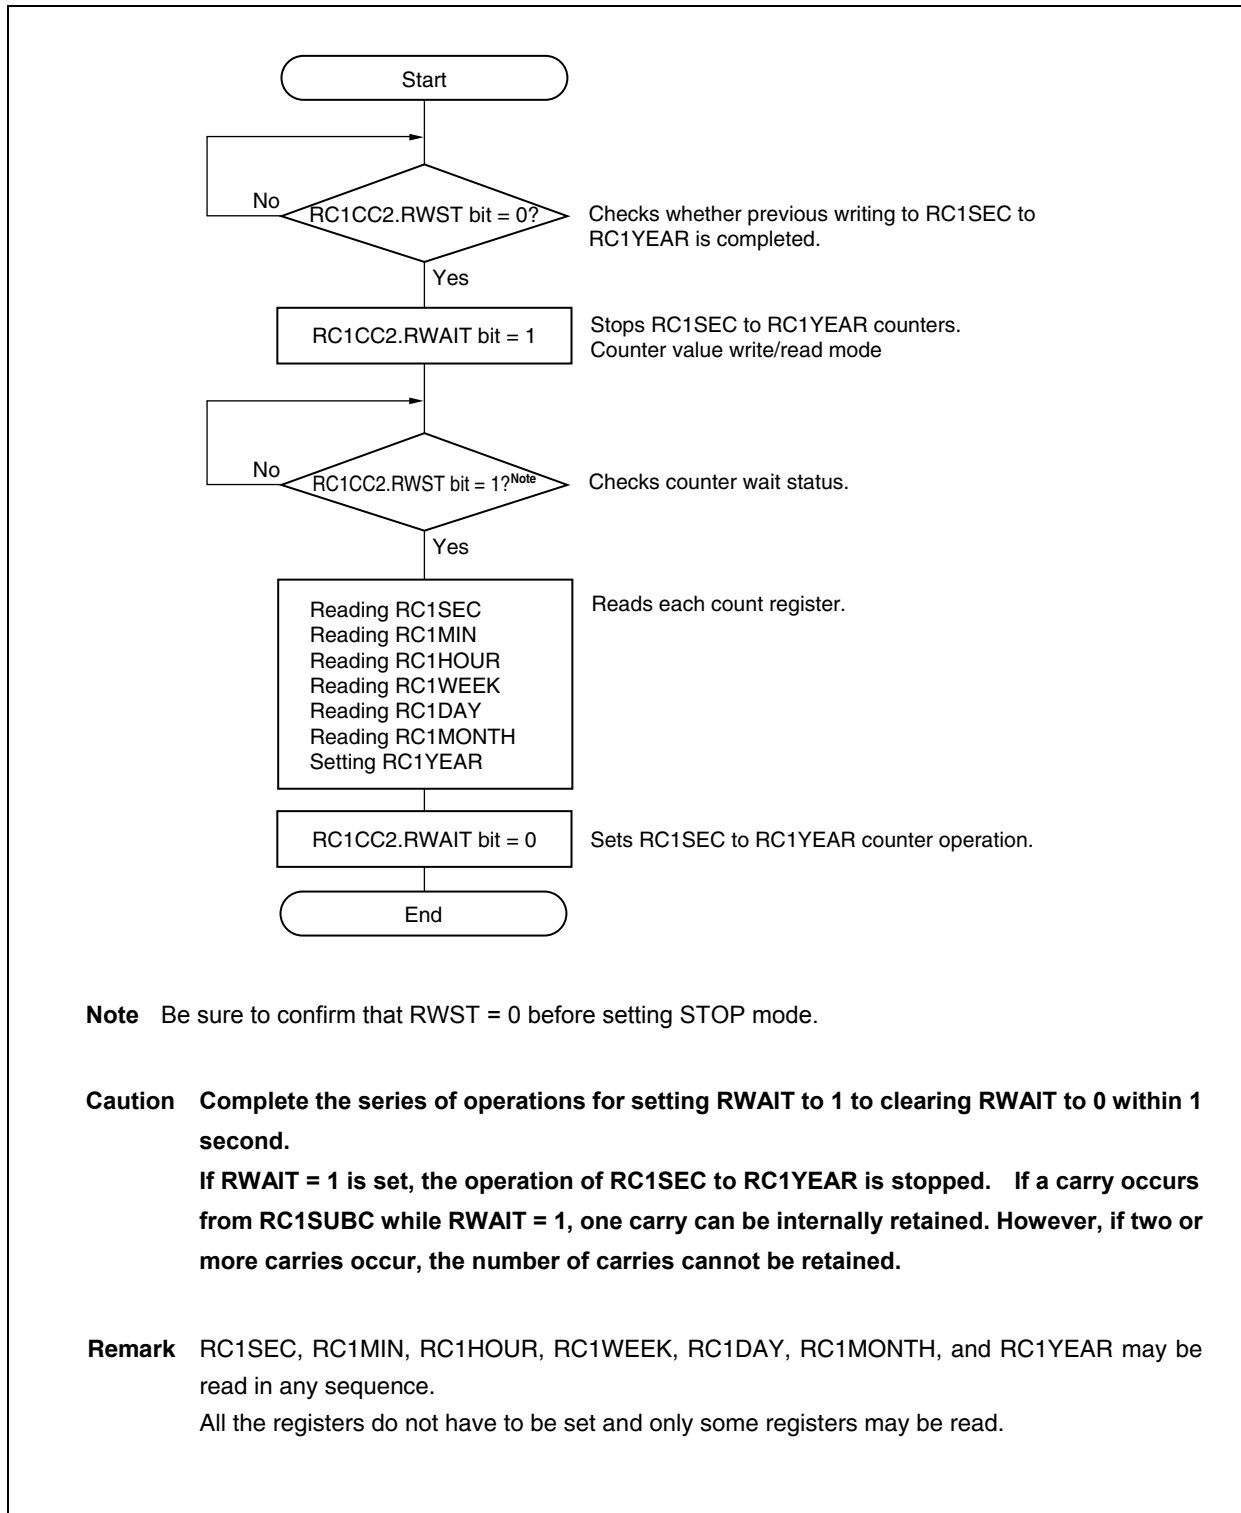 Start
No
RC1CC2.RWST bit = 0?
Checks whether previous writing to RC1SEC to
RC1YEAR is completed.
Yes
RC1CC2.RWAIT bit = 1
Stops RC1SEC to RC1YEAR counters.
Counter value write/read mode
No
RC1CC2.RWST bit = 1?Note
Checks counter wait status.
Yes
Reading RC1SEC
Reading RC1MIN
Reading RC1HOUR
Reading RC1WEEK
Reading RC1DAY
Reading RC1MONTH
Setting RC1YEAR
Reads each count register.
RC1CC2.RWAIT bit = 0
Sets RC1SEC to RC1YEAR counter operation.
End
Note Be sure to confirm that RWST = 0 before setting STOP mode.
Caution Complete the series of operations for setting RWAIT to 1 to clearing RWAIT to 0 within 1
second.
If RWAIT = 1 is set, the operation of RC1SEC to RC1YEAR is stopped. If a carry occurs
from RC1SUBC while RWAIT = 1, one carry can be internally retained. However, if two or
more carries occur, the number of carries cannot be retained.
Remark RC1SEC, RC1MIN, RC1HOUR, RC1WEEK, RC1DAY, RC1MONTH, and RC1YEAR may be
read in any sequence.
All the registers do not have to be set and only some registers may be read.